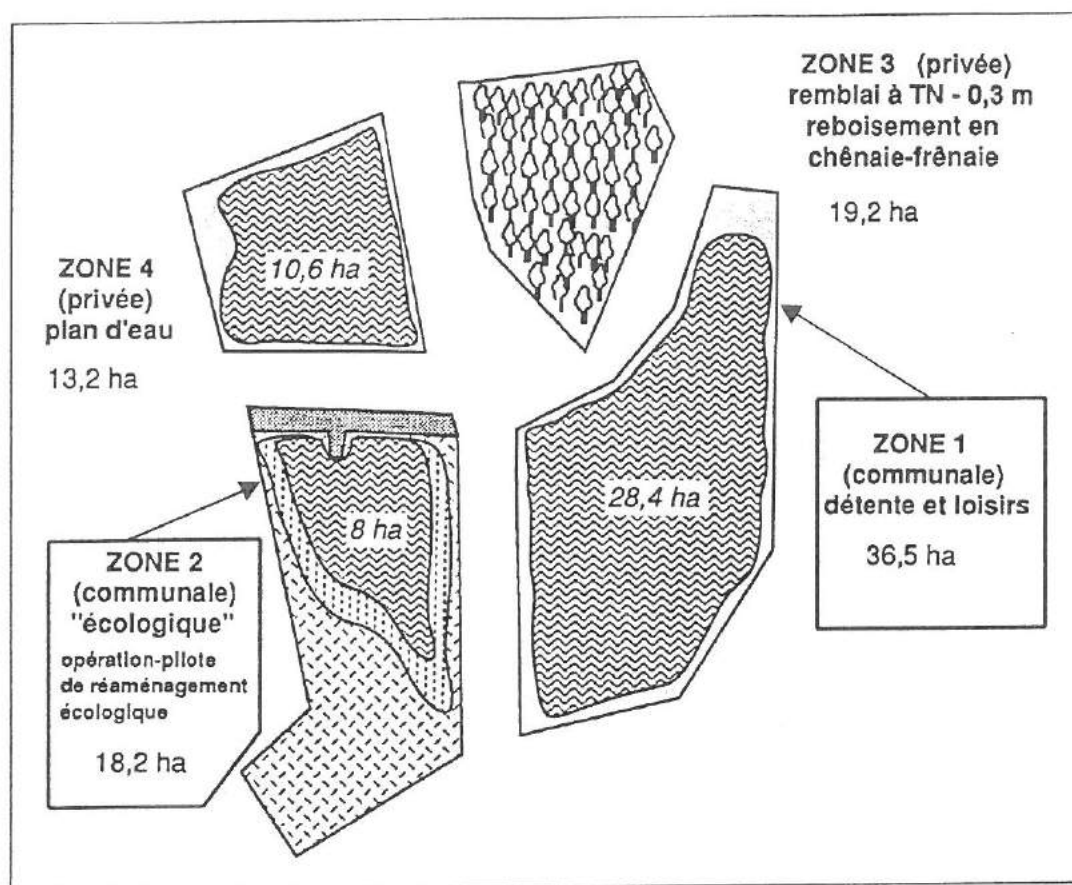 ZONE 3 (privée)
remblai à TN - 0,3 m
reboisement en
chênaie-frênaie
19,2 ha
ZONE 4
(privée)
plan d'eau
13,2 ha
10,6 ha
ZONE 1
(communale)
détente et loisirs
36,5 ha
28,4 ha
8 ha
ZONE 2
(communale)
"écologique"
opération-pilote
de réaménagement
écologique
18,2 ha